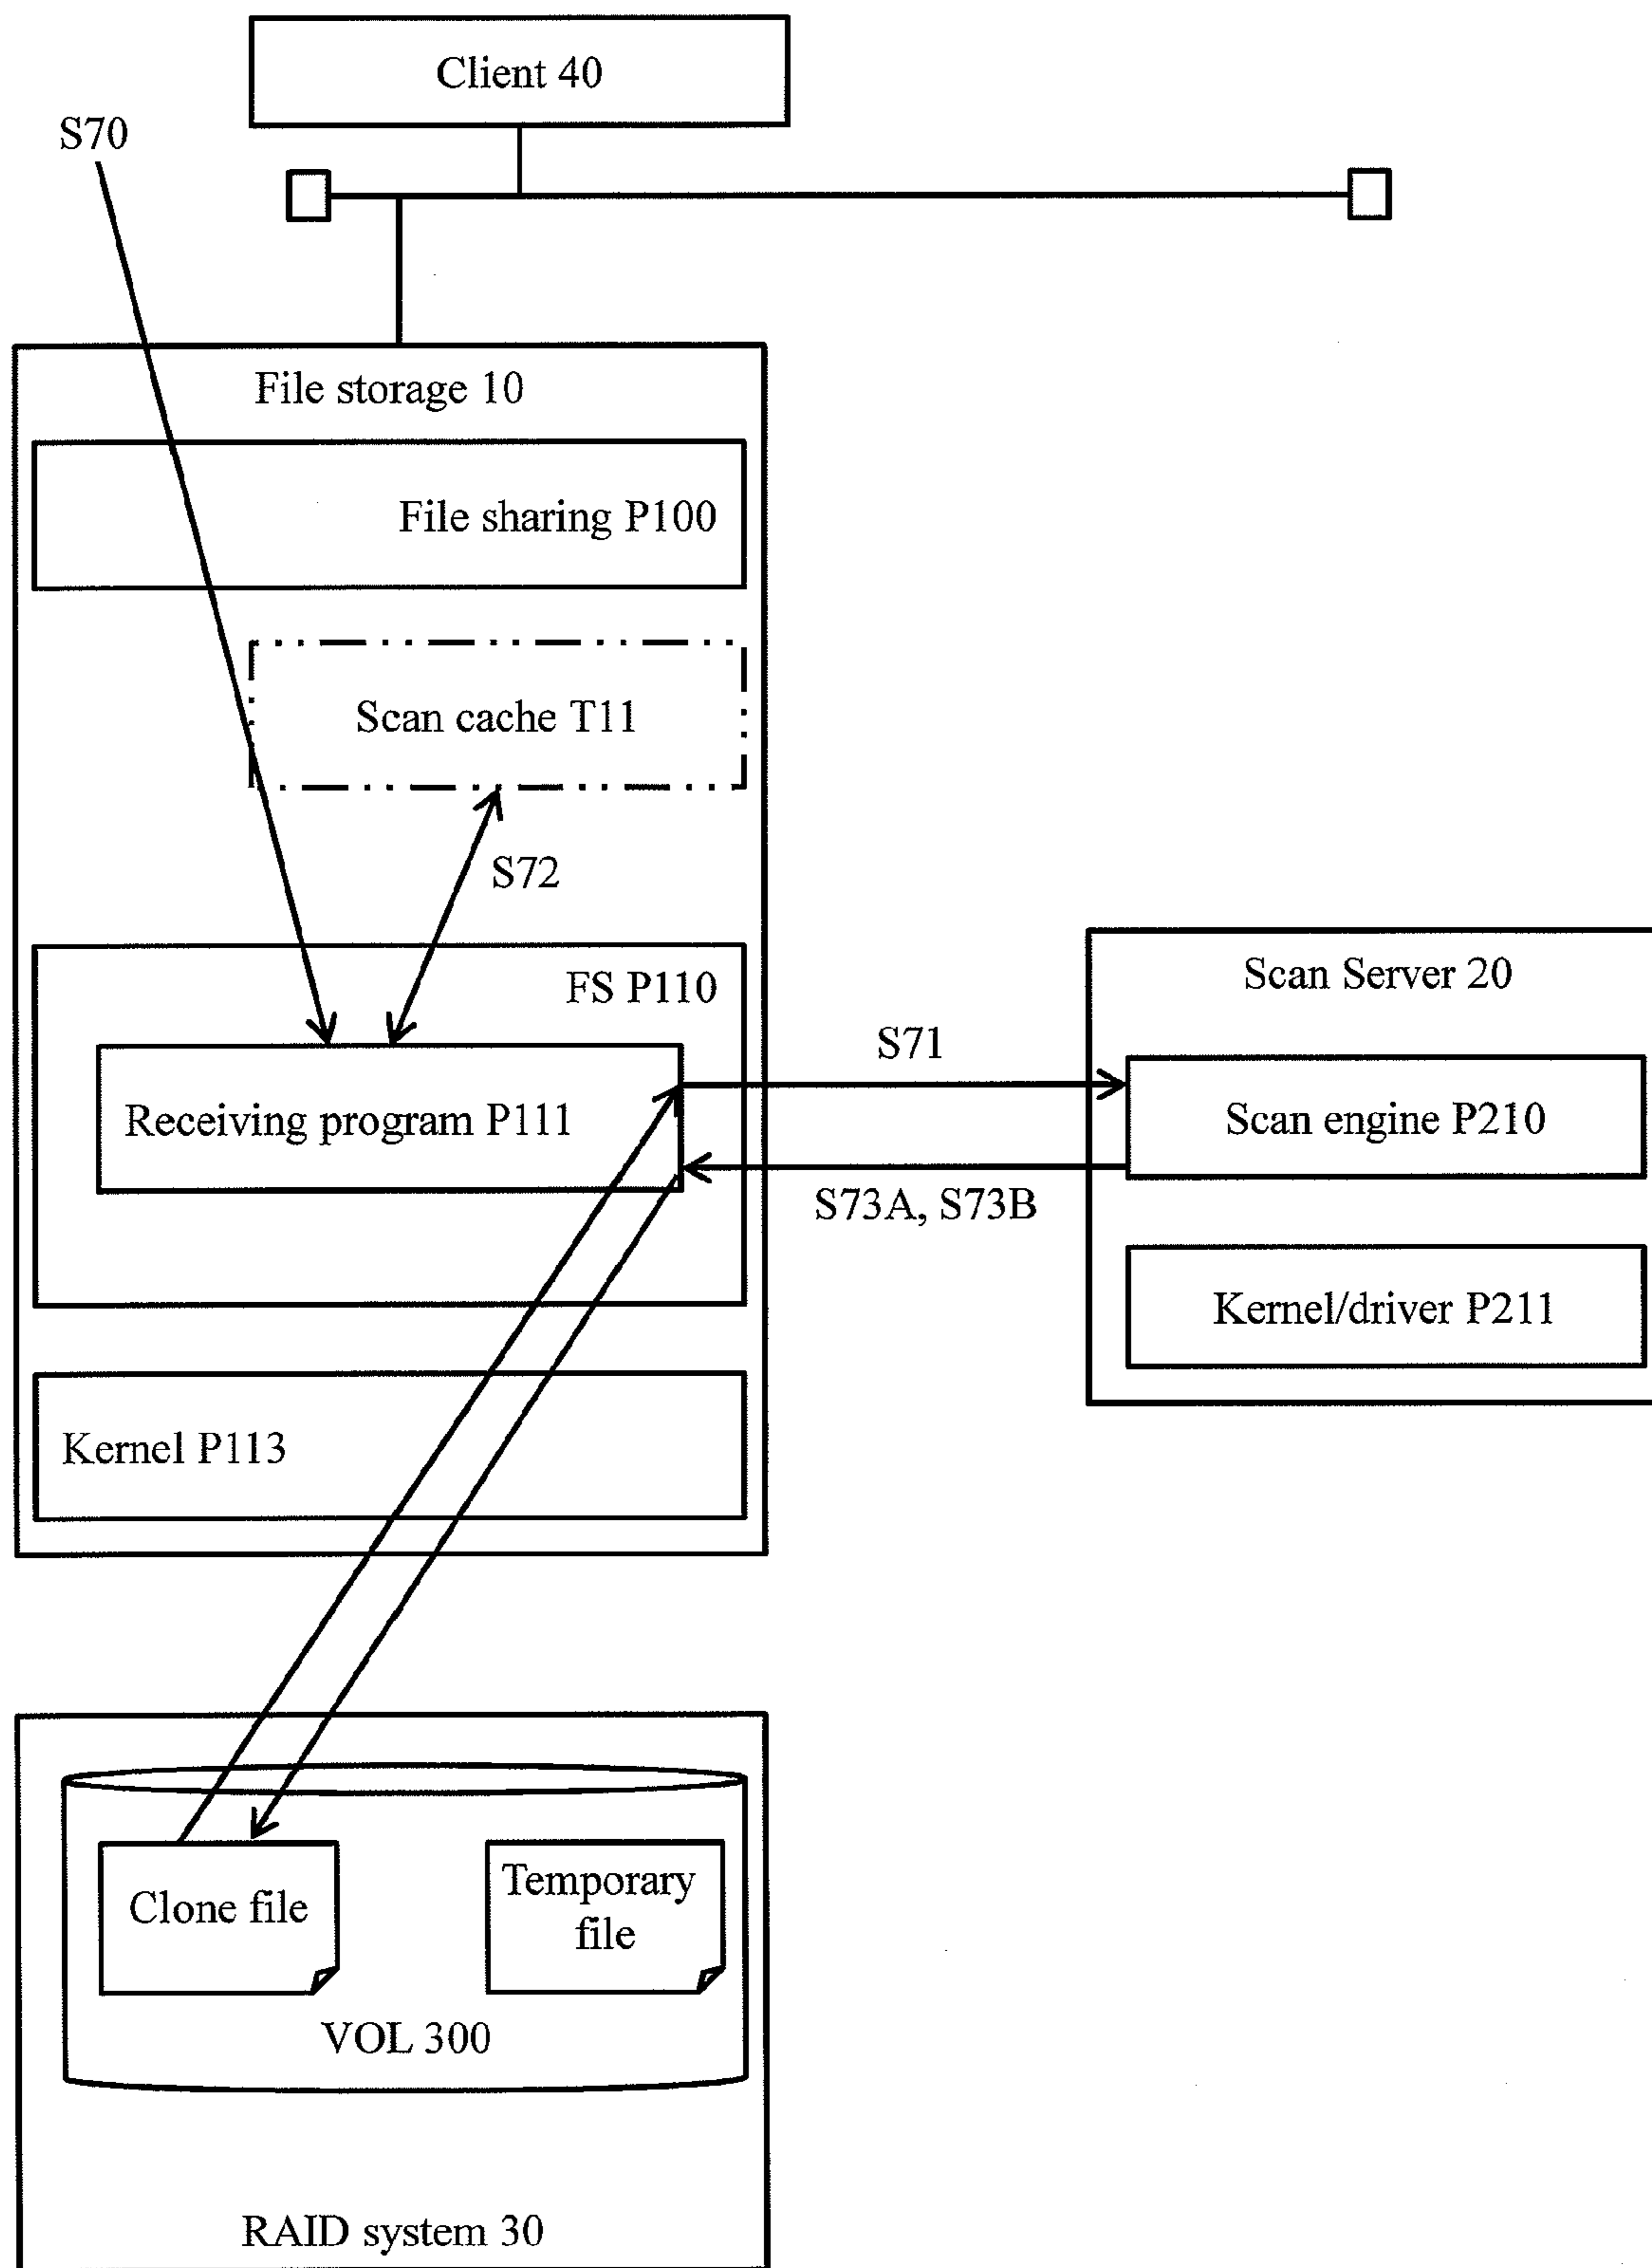 Client 40
S70
File storage 10
File sharing P100
Scan cache T11
S72
FS P110
Scan Server 20
S71
Receiving program P111
Scan engine P210
S73A, S73B
Kernel/driver P211
Kernel P113
Clone file
Temporary
file
VOL 300
RAID system 30